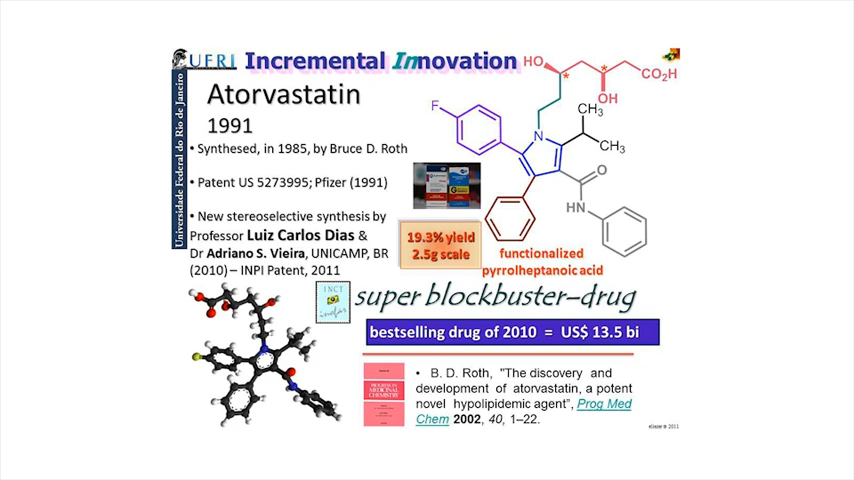 UFRJ
Incremental Innovation
Universidade Federal do Rio de Janeiro
Atorvastatin
1991
• Synthesed, in 1985, by Bruce D. Roth
• Patent US 5273995; Pfizer (1991)
• New stereoselective synthesis by
Professor Luiz Carlos Dias &
Dr Adriano S. Vieira, UNICAMP, BR
(2010) – INPI Patent, 2011
HO
*
*
CO2H
OH
CH3
F
N
CH3
O
HN
19.3% yield
2.5g scale
functionalized
pyrrolheptanoic acid
INCT
super blockbuster–drug
bestselling drug of 2010 = US$ 13.5 bi
PROGRESS IN
MEDICINAL
CHEMISTRY
• B. D. Roth, "The discovery and
development of atorvastatin, a potent
novel hypolipidemic agent", Prog Med
Chem 2002, 40, 1–22.